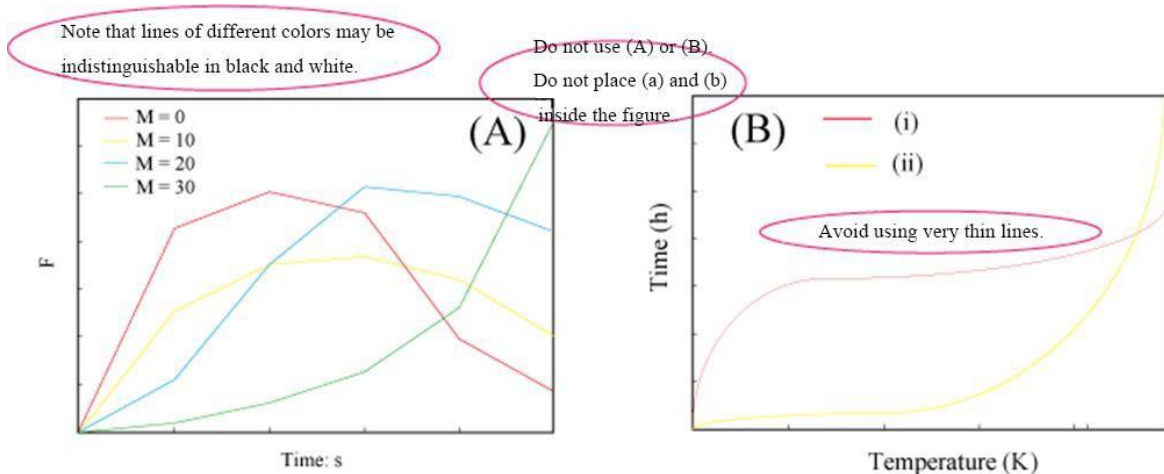 Note that lines of different colors may be
indistinguishable in black and white.
Do not use (A) or (B).
Do not place (a) and (b)
inside the figure.
M = 0
M = 10
M = 20
M = 30
(A)
F
Time: s
(B)
(i)
(ii)
Avoid using very thin lines.
Time (h)
Temperature (K)